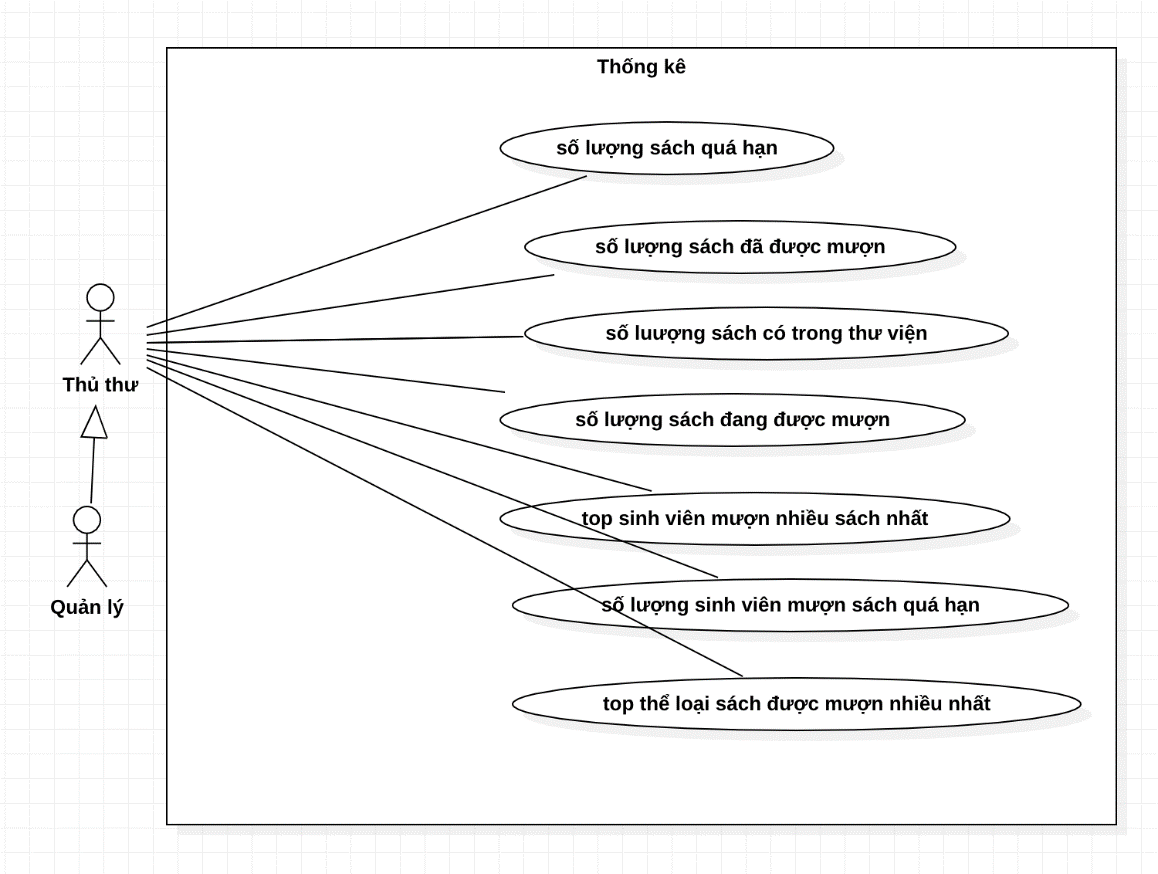 Thống kê
số lượng sách quá hạn
số lượng sách đã được mượn
số luượng sách có trong thư viện
Thủ thư
số lượng sách đang được mượn
top sinh viên mượn nhiều sách nhất
Quản lý
số lượng sinh viên mượn sách quá hạn
top thể loại sách được mượn nhiều nhất